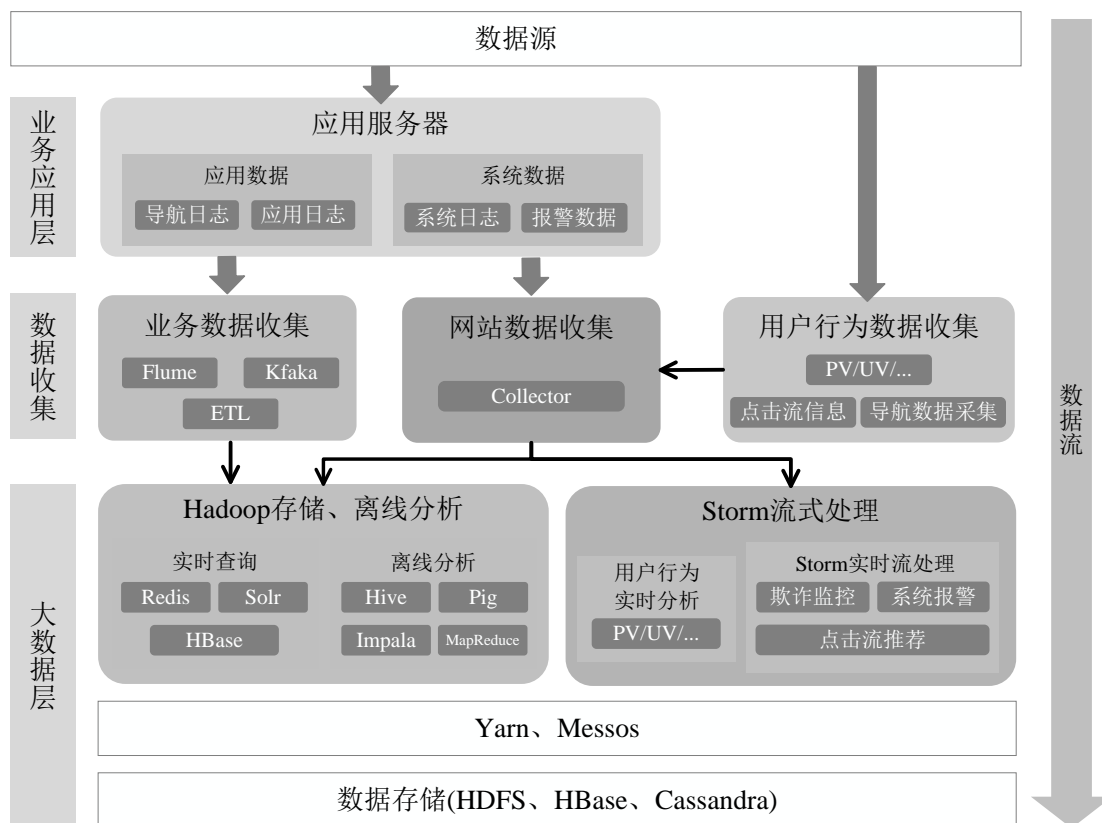 数据源
业务应用层
应用服务器
应用数据
导航日志
应用日志
系统数据
系统日志
报警数据
数据收集
业务数据收集
Flume
Kfaka
ETL
网站数据收集
Collector
用户行为数据收集
PV/UV/...
点击流信息
导航数据采集
大数据层
Hadoop存储、离线分析
实时查询
Redis
Solr
HBase
离线分析
Hive
Pig
Impala
MapReduce
Storm流式处理
用户行为
实时分析
PV/UV/...
Storm实时流处理
欺诈监控
系统报警
点击流推荐
Yarn、Messos
数据存储(HDFS、HBase、Cassandra)
数据流